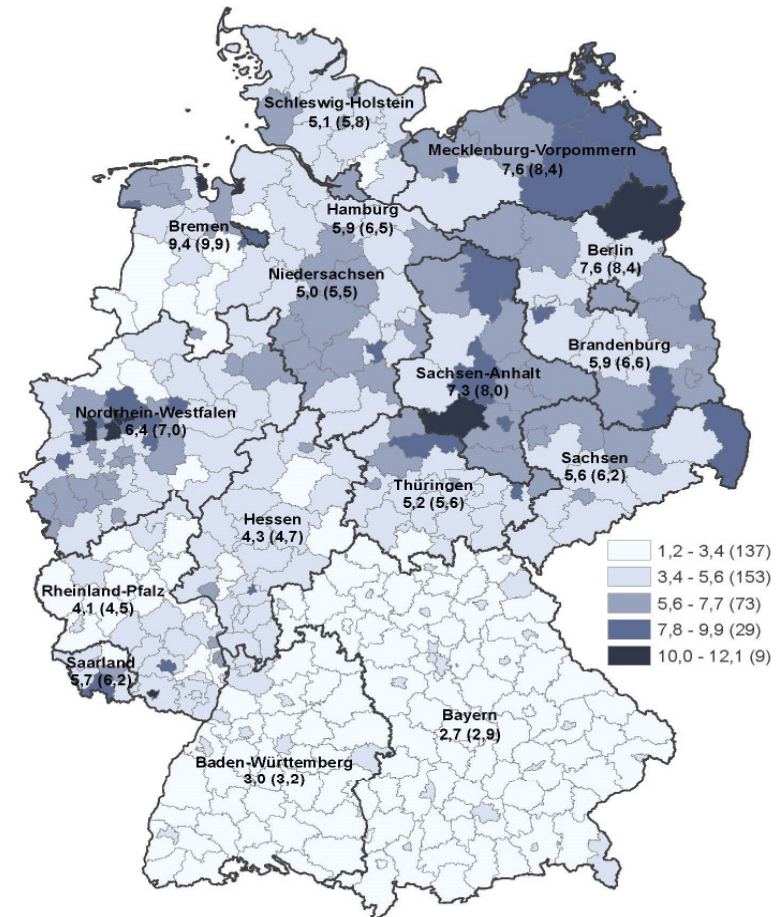 Schleswig-Holstein
5,1 (5,8)
Mecklenburg-Vorpommern
7,6 (8,4)
Hamburg
5,9 (6,5)
Bremen
9,4 (9,9)
Berlin
7,6 (8,4)
Niedersachsen
5,0 (5,5)
Brandenburg
5,9 (6,6)
Sachsen-Anhalt
7,3 (8,0)
Nordrhein-Westfalen
6,4 (7,0)
Sachsen
5,6 (6,2)
Thüringen
5,2 (5,6)
Hessen
4,3 (4,7)
Rheinland-Pfalz
4,1 (4,5)
Saarland
5,7 (6,2)
Bayern
2,7 (2,9)
Baden-Württemberg
3,0 (3,2)
1,2 - 3,4 (137)
3,4 - 5,6 (153)
5,6 - 7,7 (73)
7,8 - 9,9 (29)
10,0 - 12,1 (9)